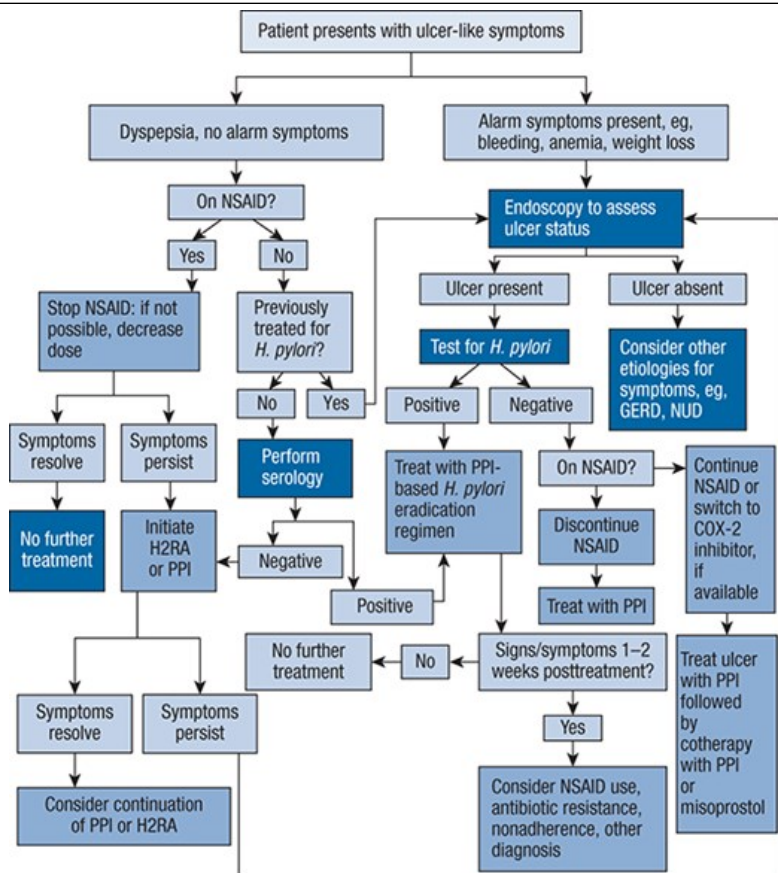 Patient presents with ulcer-like symptoms
Dyspepsia, no alarm symptoms
Alarm symptoms present, eg,
bleeding, anemia, weight loss
On NSAID?
Endoscopy to assess
ulcer status
Yes
No
Ulcer present
Ulcer absent
Stop NSAID: if not
possible, decrease
dose
Previously
treated for
H. pylori?
Test for H. pylori
Consider other
etiologies for
symptoms, eg,
GERD, NUD
No
Yes
Positive
Negative
Symptoms
resolve
Symptoms
persist
Perform
serology
Treat with PPI-
based H. pylori
eradication
regimen
On NSAID?
Continue
NSAID or
switch to
COX-2
inhibitor,
if
available
No further
treatment
Initiate
H2RA
or PPI
Negative
Discontinue
NSAID
Positive
Treat with PPI
No further
treatment
No
Signs/symptoms 1–2
weeks posttreatment?
Treat ulcer
with PPI
followed
by
cotherapy
with PPI
or
misoprostol
Symptoms
resolve
Symptoms
persist
Yes
Consider continuation
of PPI or H2RA
Consider NSAID use,
antibiotic resistance,
nonadherence, other
diagnosis